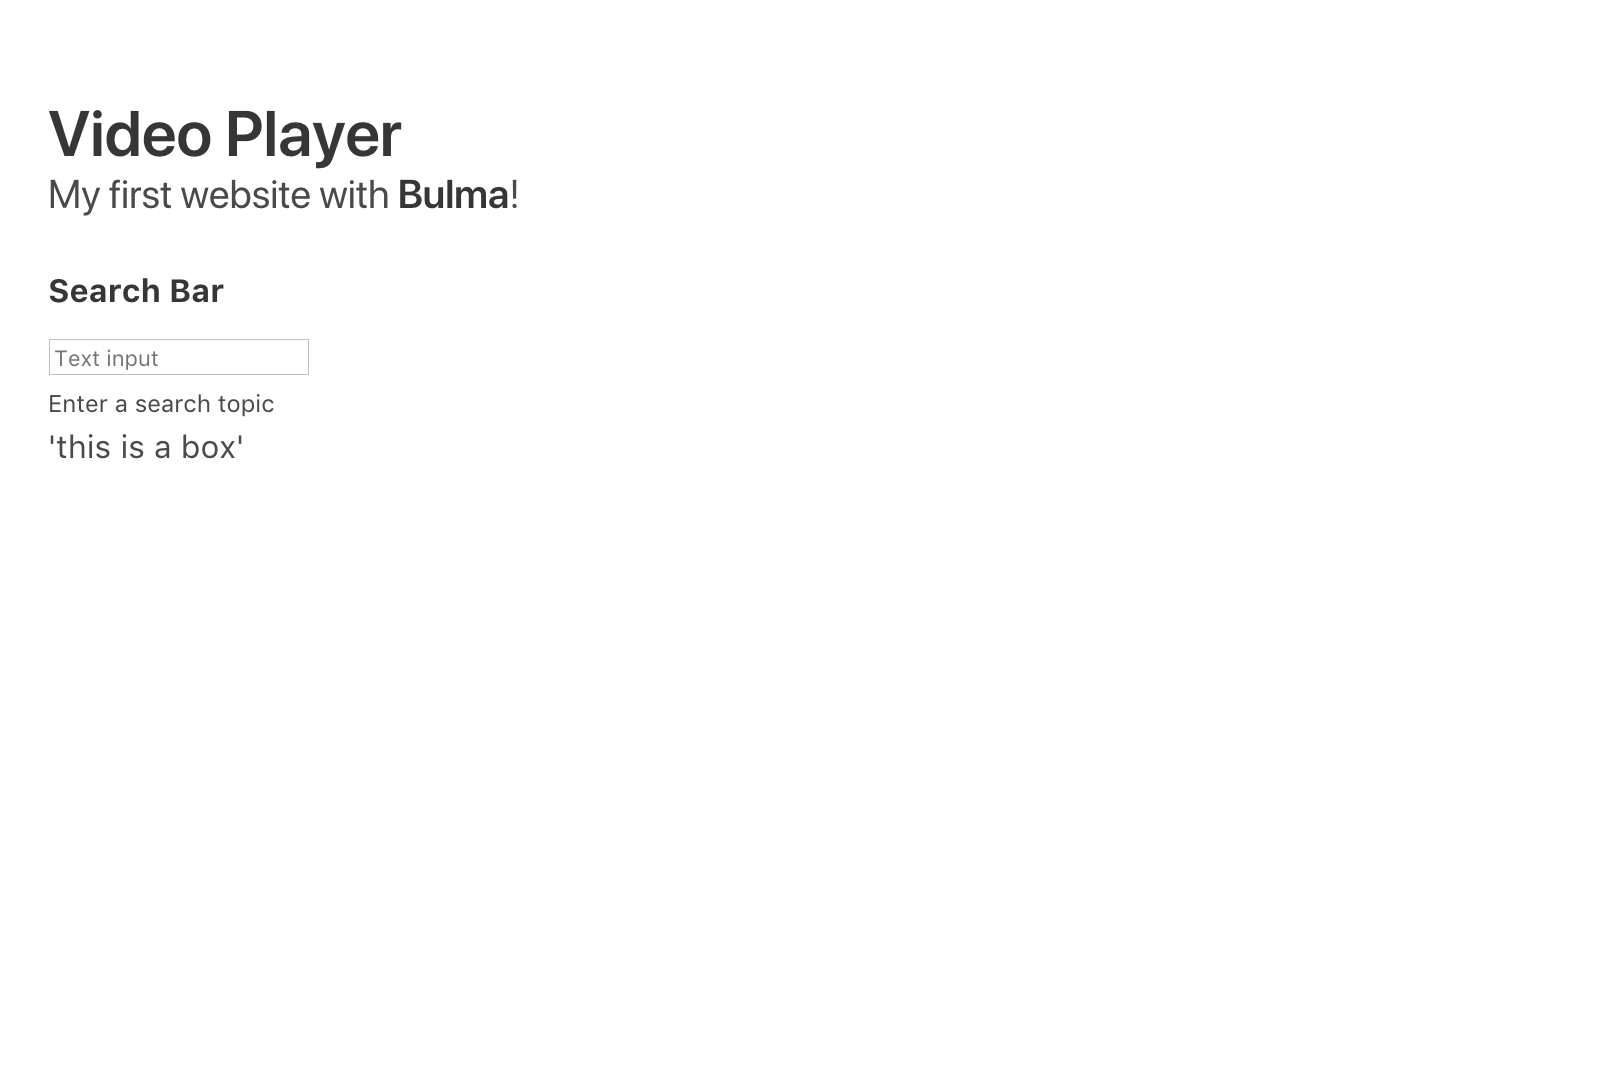 Video Player
My first website with Bulma!
Search Bar
Text input
Enter a search topic
'this is a box'